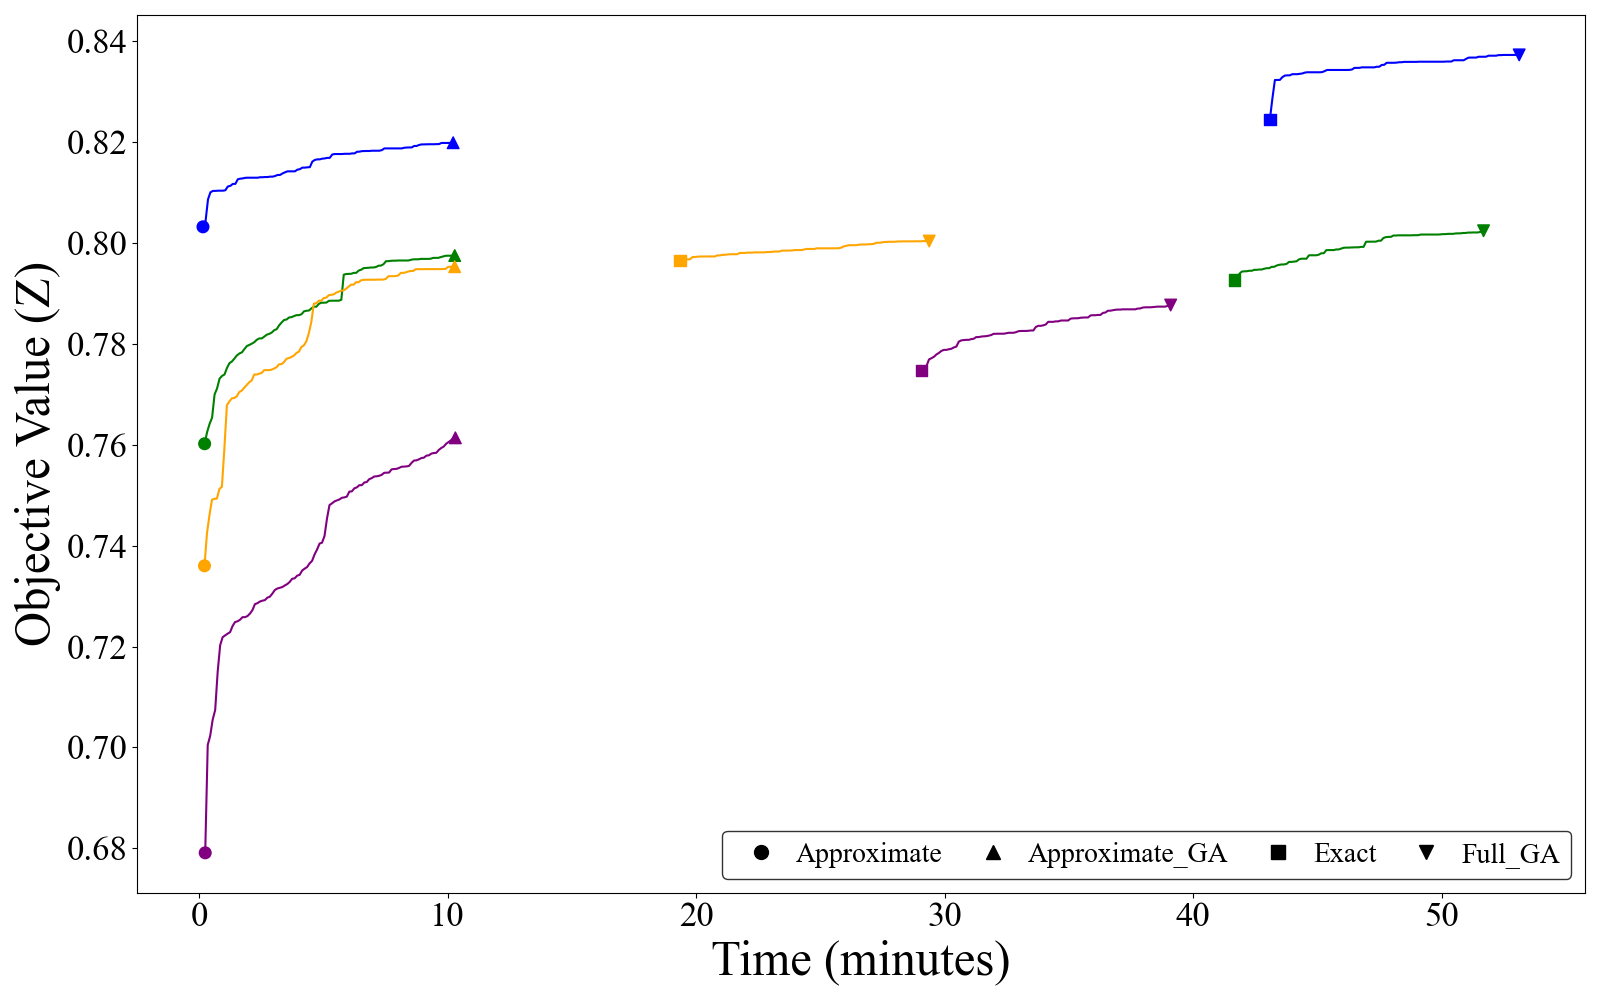 Objective Value (Z)
0.84
0.82
0.80
0.78
0.76
0.74
0.72
0.70
0.68
Approximate Approximate_GA Exact Full_GA
0 10 20 30 40 50
Time (minutes)